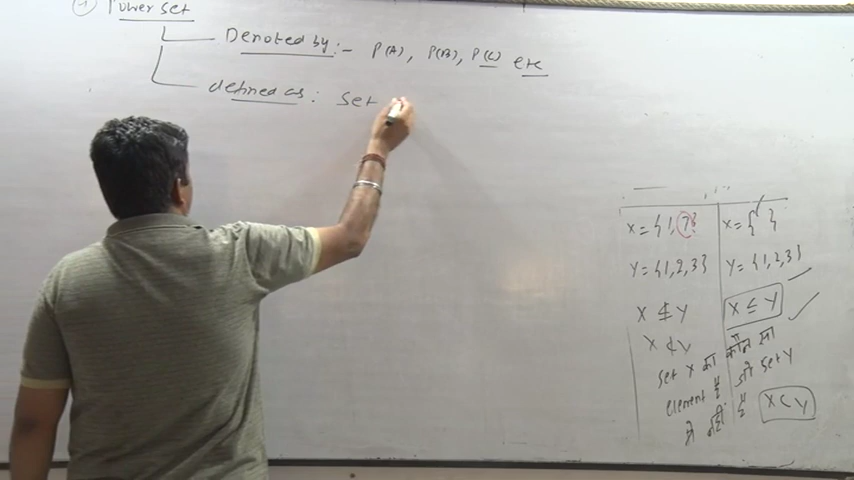 ① Power set
Denoted by :- P(A), P(B), P(C) etc
defined as : Set
X = {1, 7}
Y = {1, 2, 3}
X ⊈ Y
X ⊄ Y
X = { }
Y = {1, 2, 3}
X ⊆ Y
set X का कौन सा
element है जो set Y
में नहीं है
X ⊂ Y